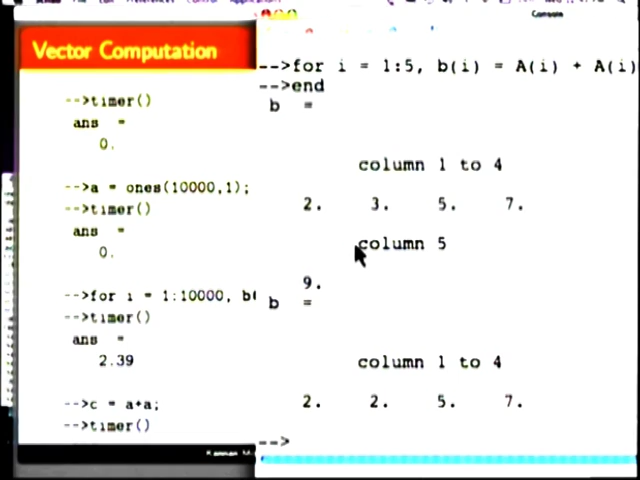 Console
Vector Computation
-->timer()
ans =
0.
-->a = ones(10000,1);
-->timer()
ans =
0.
-->for i = 1:10000, b(
-->timer()
ans =
2.39
-->c = a+a;
-->timer()
-->for i = 1:5, b(i) = A(i) + A(i)
-->end
b =
column 1 to 4
2. 3. 5. 7.
column 5
9.
b =
column 1 to 4
2. 2. 5. 7.
-->